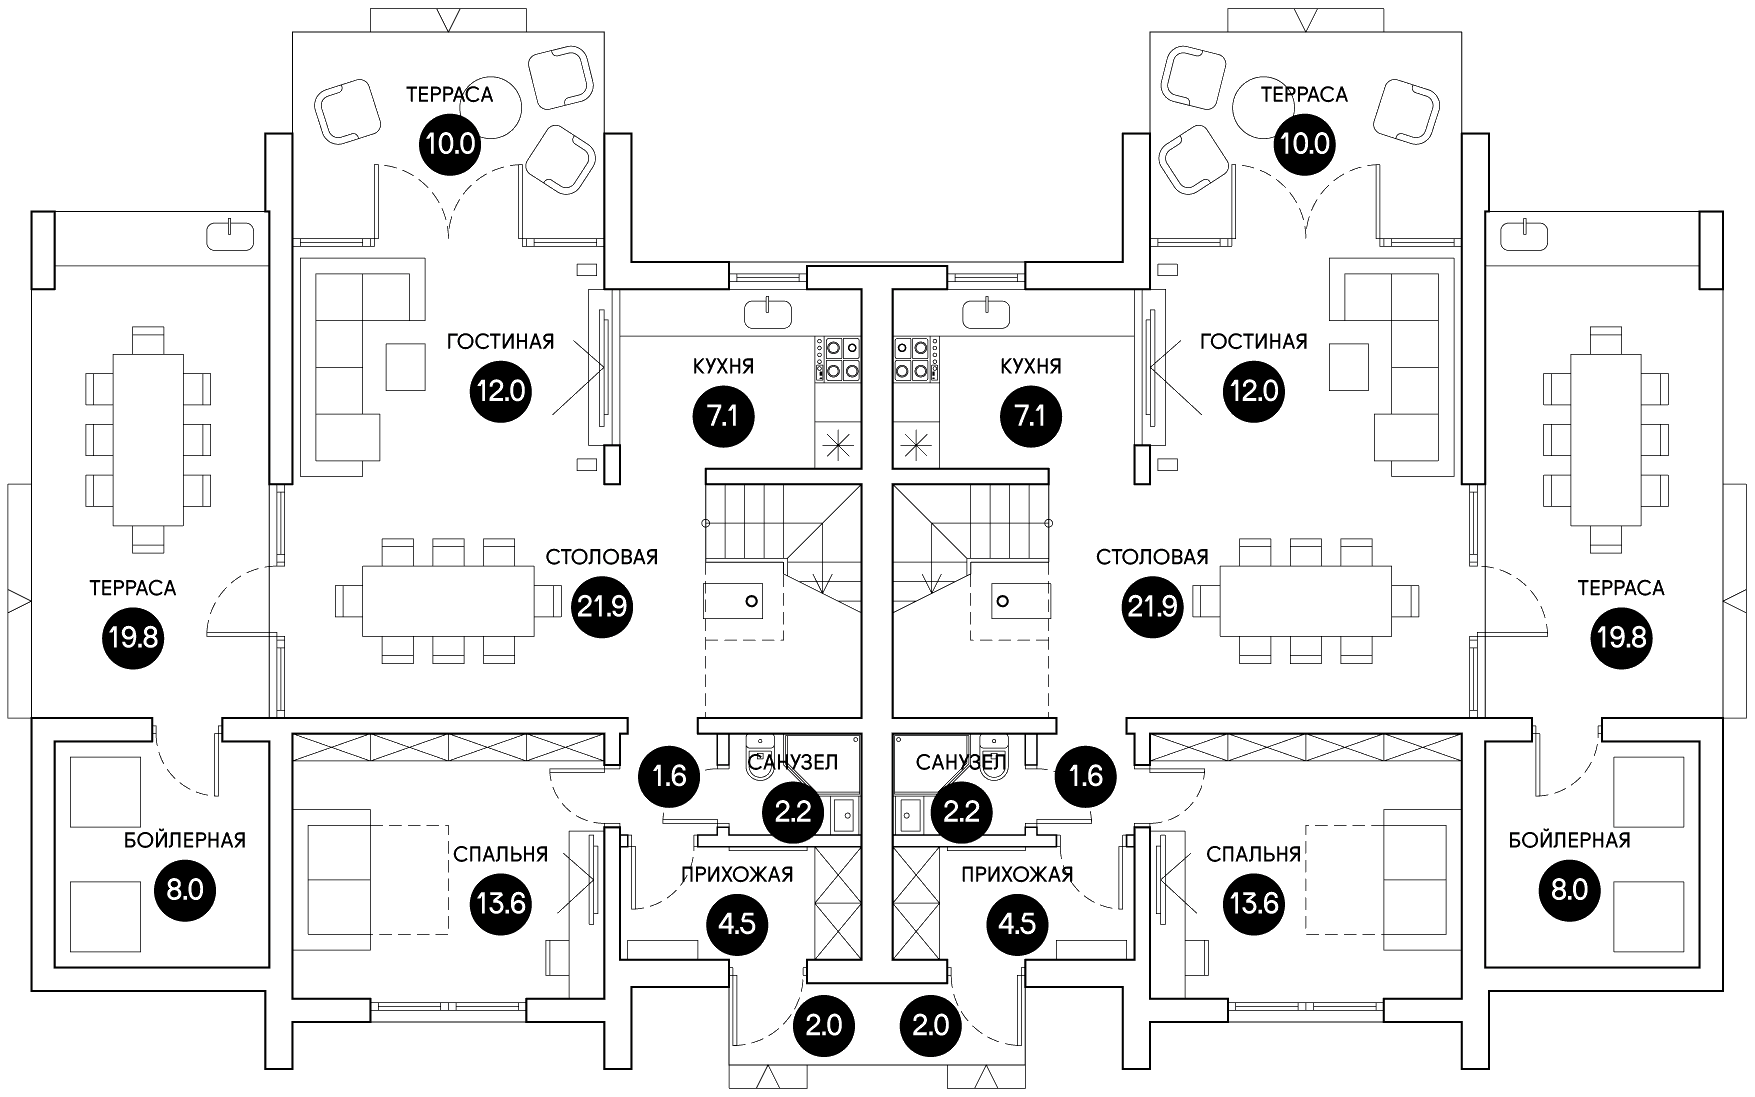 ТЕРРАСА
10.0
ТЕРРАСА
10.0
ГОСТИНАЯ
12.0
КУХНЯ
7.1
КУХНЯ
7.1
ГОСТИНАЯ
12.0
ТЕРРАСА
19.8
СТОЛОВАЯ
21.9
СТОЛОВАЯ
21.9
ТЕРРАСА
19.8
1.6
САНУЗЕЛ
2.2
САНУЗЕЛ
2.2
1.6
БОЙЛЕРНАЯ
8.0
СПАЛЬНЯ
13.6
ПРИХОЖАЯ
4.5
ПРИХОЖАЯ
4.5
СПАЛЬНЯ
13.6
БОЙЛЕРНАЯ
8.0
2.0
2.0